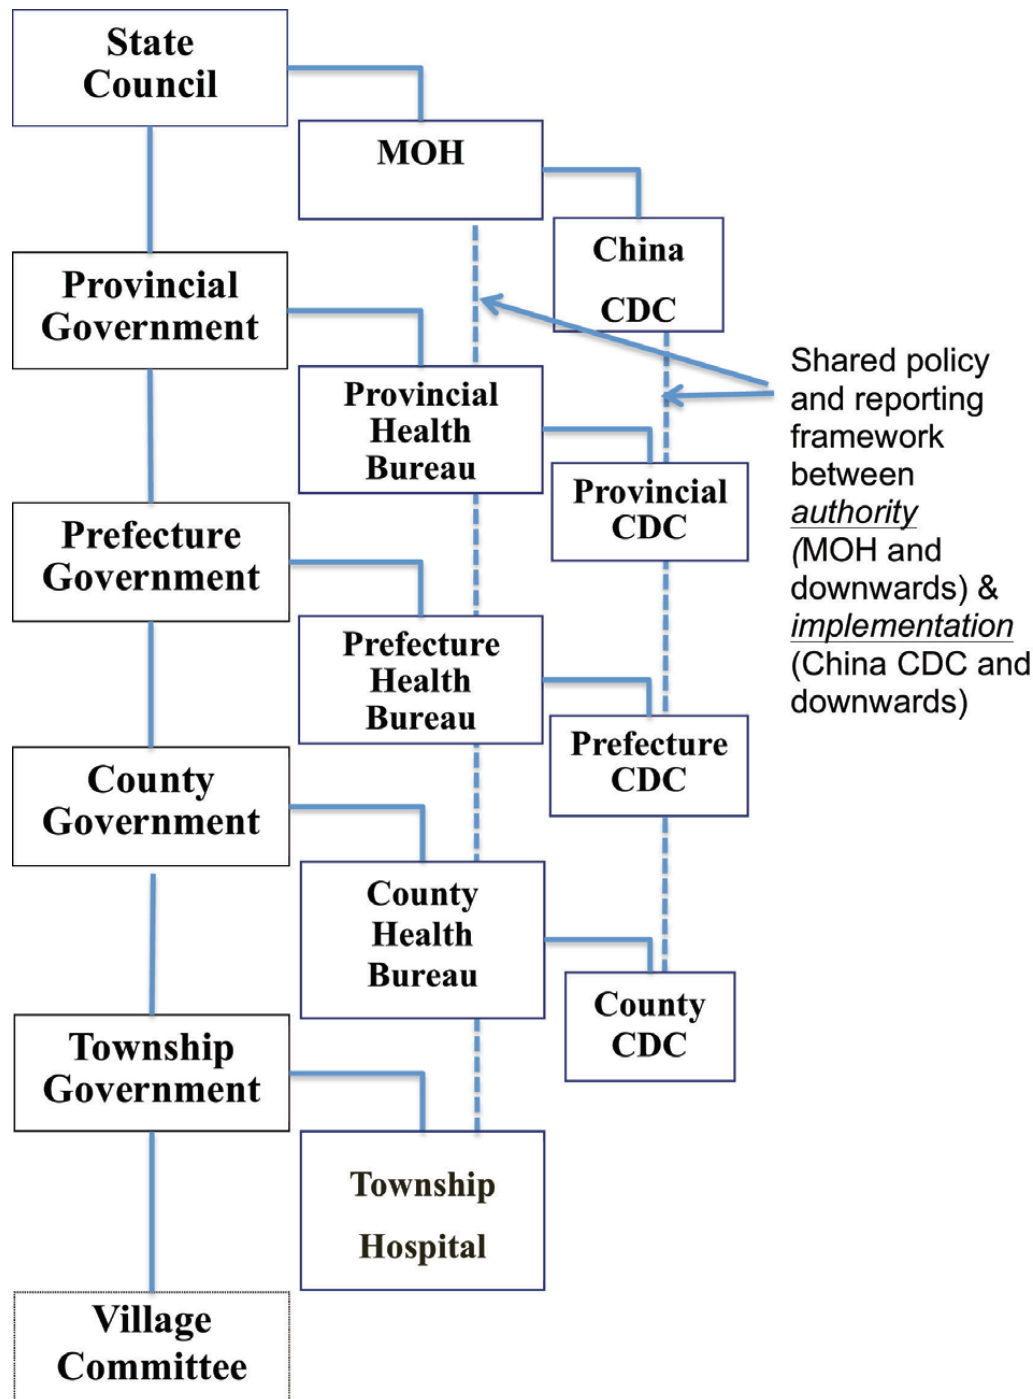 State
Council
MOH
China
CDC
Provincial
Government
Provincial
Health
Bureau
Provincial
CDC
Shared policy
and reporting
framework
between
authority
(MOH and
downwards) &
implementation
(China CDC and
downwards)
Prefecture
Government
Prefecture
Health
Bureau
Prefecture
CDC
County
Government
County
Health
Bureau
County
CDC
Township
Government
Township
Hospital
Village
Committee